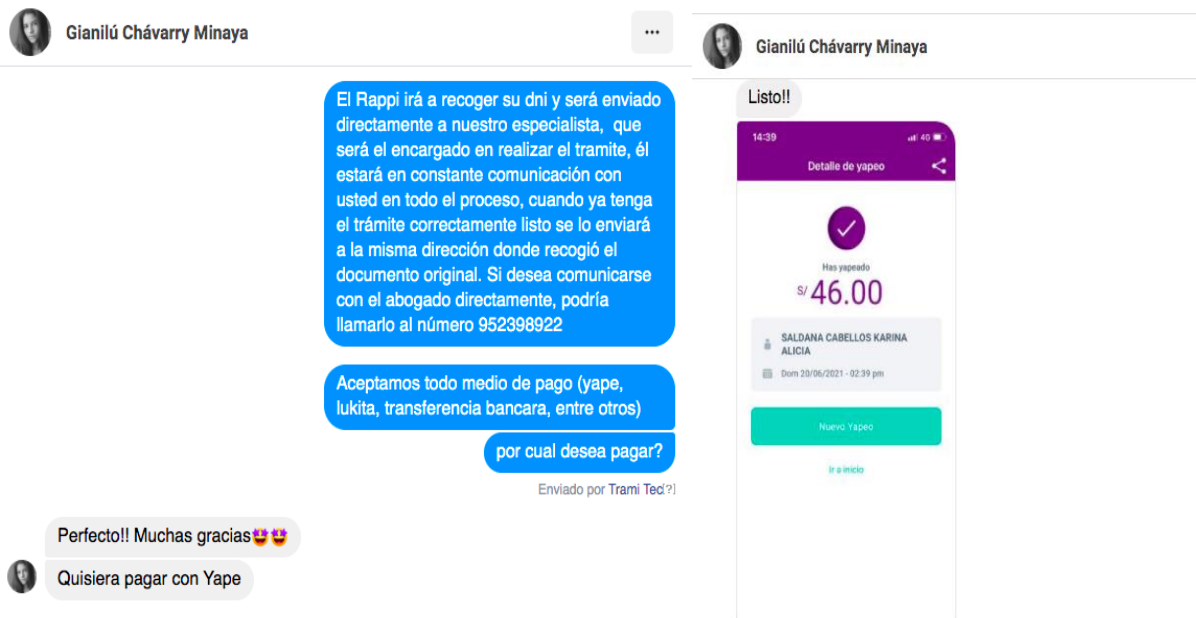 Gianilú Chávarry Minaya
El Rappi irá a recoger su dni y será enviado
directamente a nuestro especialista, que
será el encargado en realizar el tramite, él
estará en constante comunicación con
usted en todo el proceso, cuando ya tenga
el trámite correctamente listo se lo enviará
a la misma dirección donde recogió el
documento original. Si desea comunicarse
con el abogado directamente, podría
llamarlo al número 952398922
Aceptamos todo medio de pago (yape,
lukita, transferencia bancara, entre otros)
por cual desea pagar?
Enviado por Trami Tec[?]
Perfecto!! Muchas gracias🤩🤩
Quisiera pagar con Yape
Gianilú Chávarry Minaya
Listo!!
14:39 4G
Detalle de yapeo
Has yapeado
S/ 46.00
SALDANA CABELLOS KARINA
ALICIA
Dom 20/06/2021 - 02:39 pm
Nuevo Yapeo
Ir a inicio